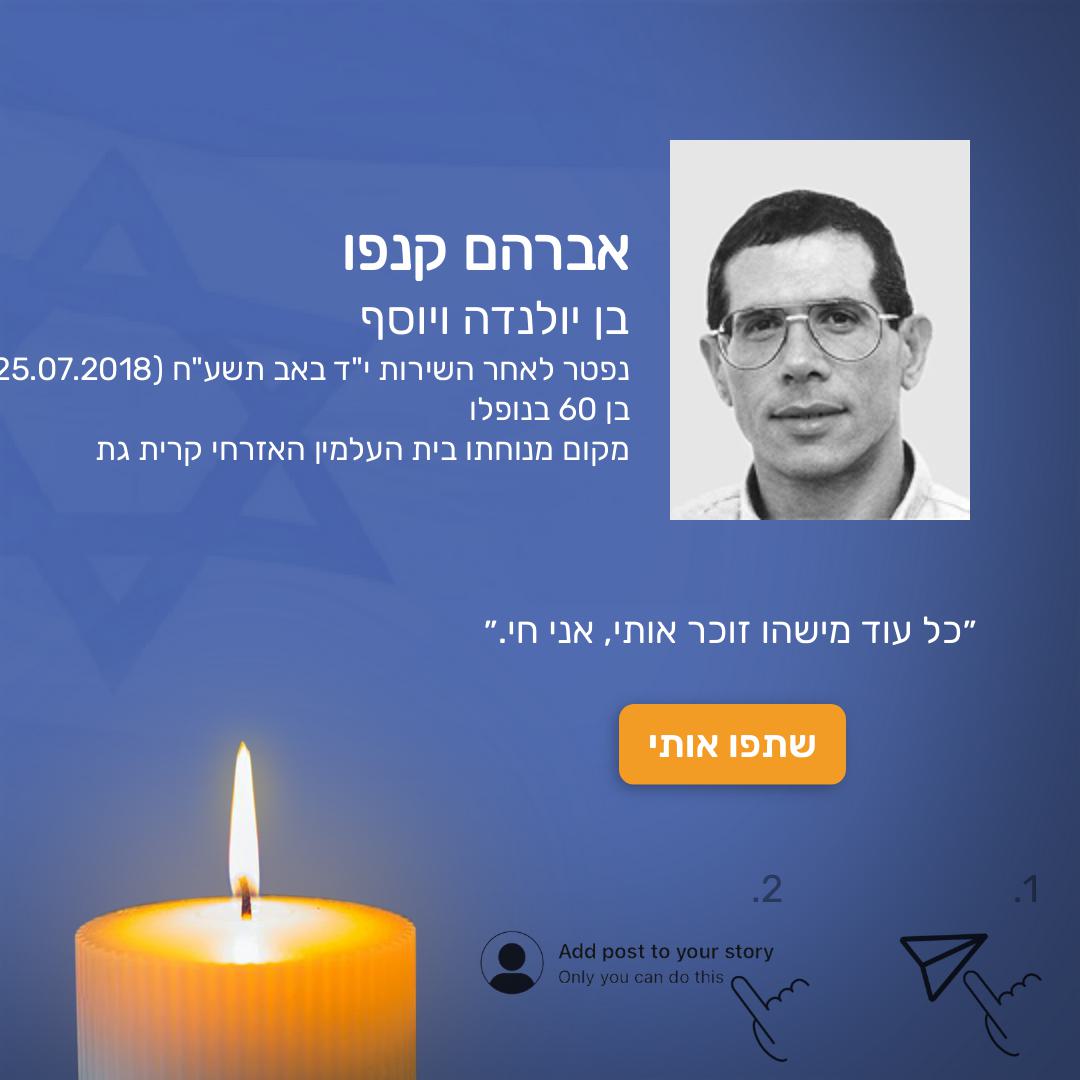 אברהם קנפו
בן יולנדה ויוסף
נפטר לאחר השירות י"ד באב תשע"ח (25.07.2018
בן 60 בנופלו
מקום מנוחתו בית העלמין האזרחי קרית גת
״כל עוד מישהו זוכר אותי, אני חי.״
שתפו אותי
1.
2.
Add post to your story
Only you can do this